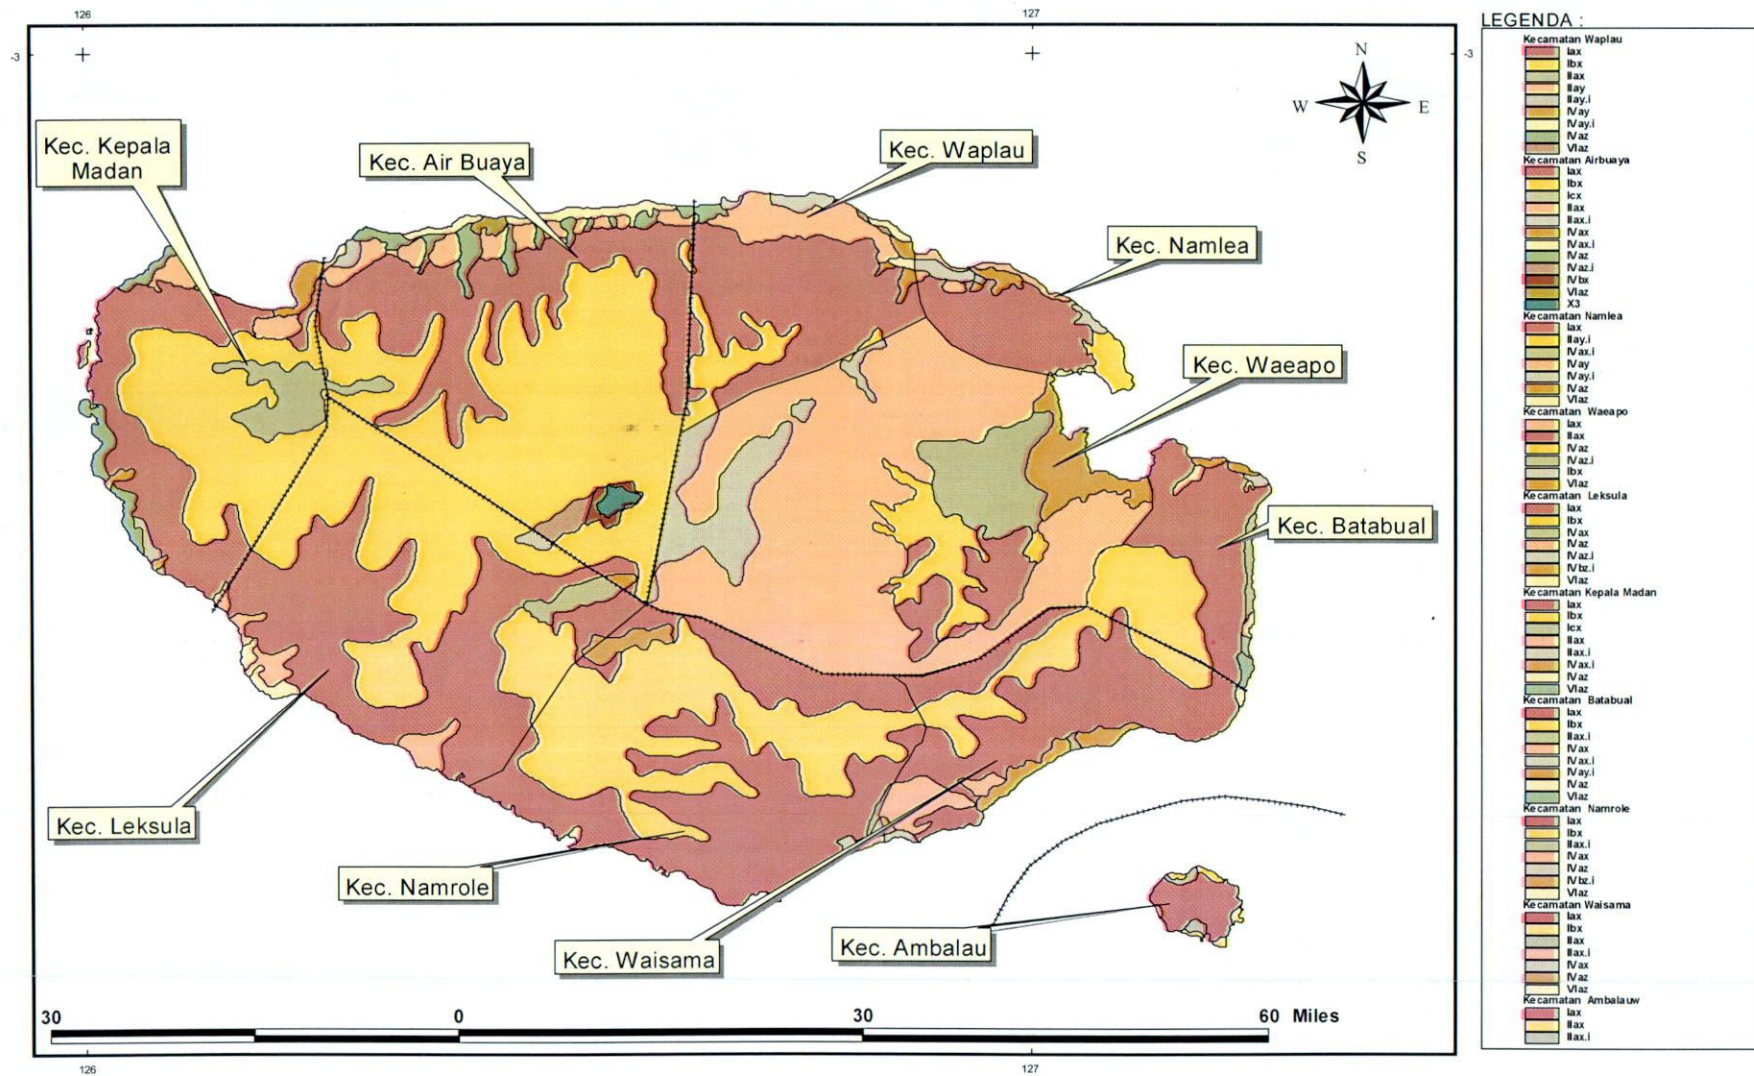 126
127
-3
-3
N
W
E
S
Kec. Kepala
Madan
Kec. Air Buaya
Kec. Waplau
Kec. Namlea
Kec. Waeapo
Kec. Batabual
Kec. Leksula
Kec. Namrole
Kec. Waisama
Kec. Ambalau
30
0
30
60 Miles
126
127
LEGENDA :
Kecamatan Waplau
Iax
Ibx
IIax
IIay
IIay.i
IVay
IVay.i
IVaz
VIaz
Kecamatan Airbuaya
Iax
Ibx
Icx
IIax
IIax.i
IVax
IVax.i
IVaz
IVaz.i
IVbx
VIaz
X3
Kecamatan Namlea
Iax
IIay.i
IVax.i
IVay
IVay.i
IVaz
VIaz
Kecamatan Waeapo
Iax
IIax
IVaz
IVaz.i
Ibx
VIaz
Kecamatan Leksula
Iax
Ibx
IVax
IVaz
IVaz.i
IVbz.i
VIaz
Kecamatan Kepala Madan
Iax
Ibx
Icx
IIax
IIax.i
IVax.i
IVaz
VIaz
Kecamatan Batabual
Iax
Ibx
IIax.i
IVax
IVax.i
IVay.i
IVaz
VIaz
Kecamatan Namrole
Iax
Ibx
IIax.i
IVax
IVaz
IVbz.i
VIaz
Kecamatan Waisama
Iax
Ibx
IIax
IIax.i
IVax
IVaz
VIaz
Kecamatan Ambalauw
Iax
IIax
IIax.i